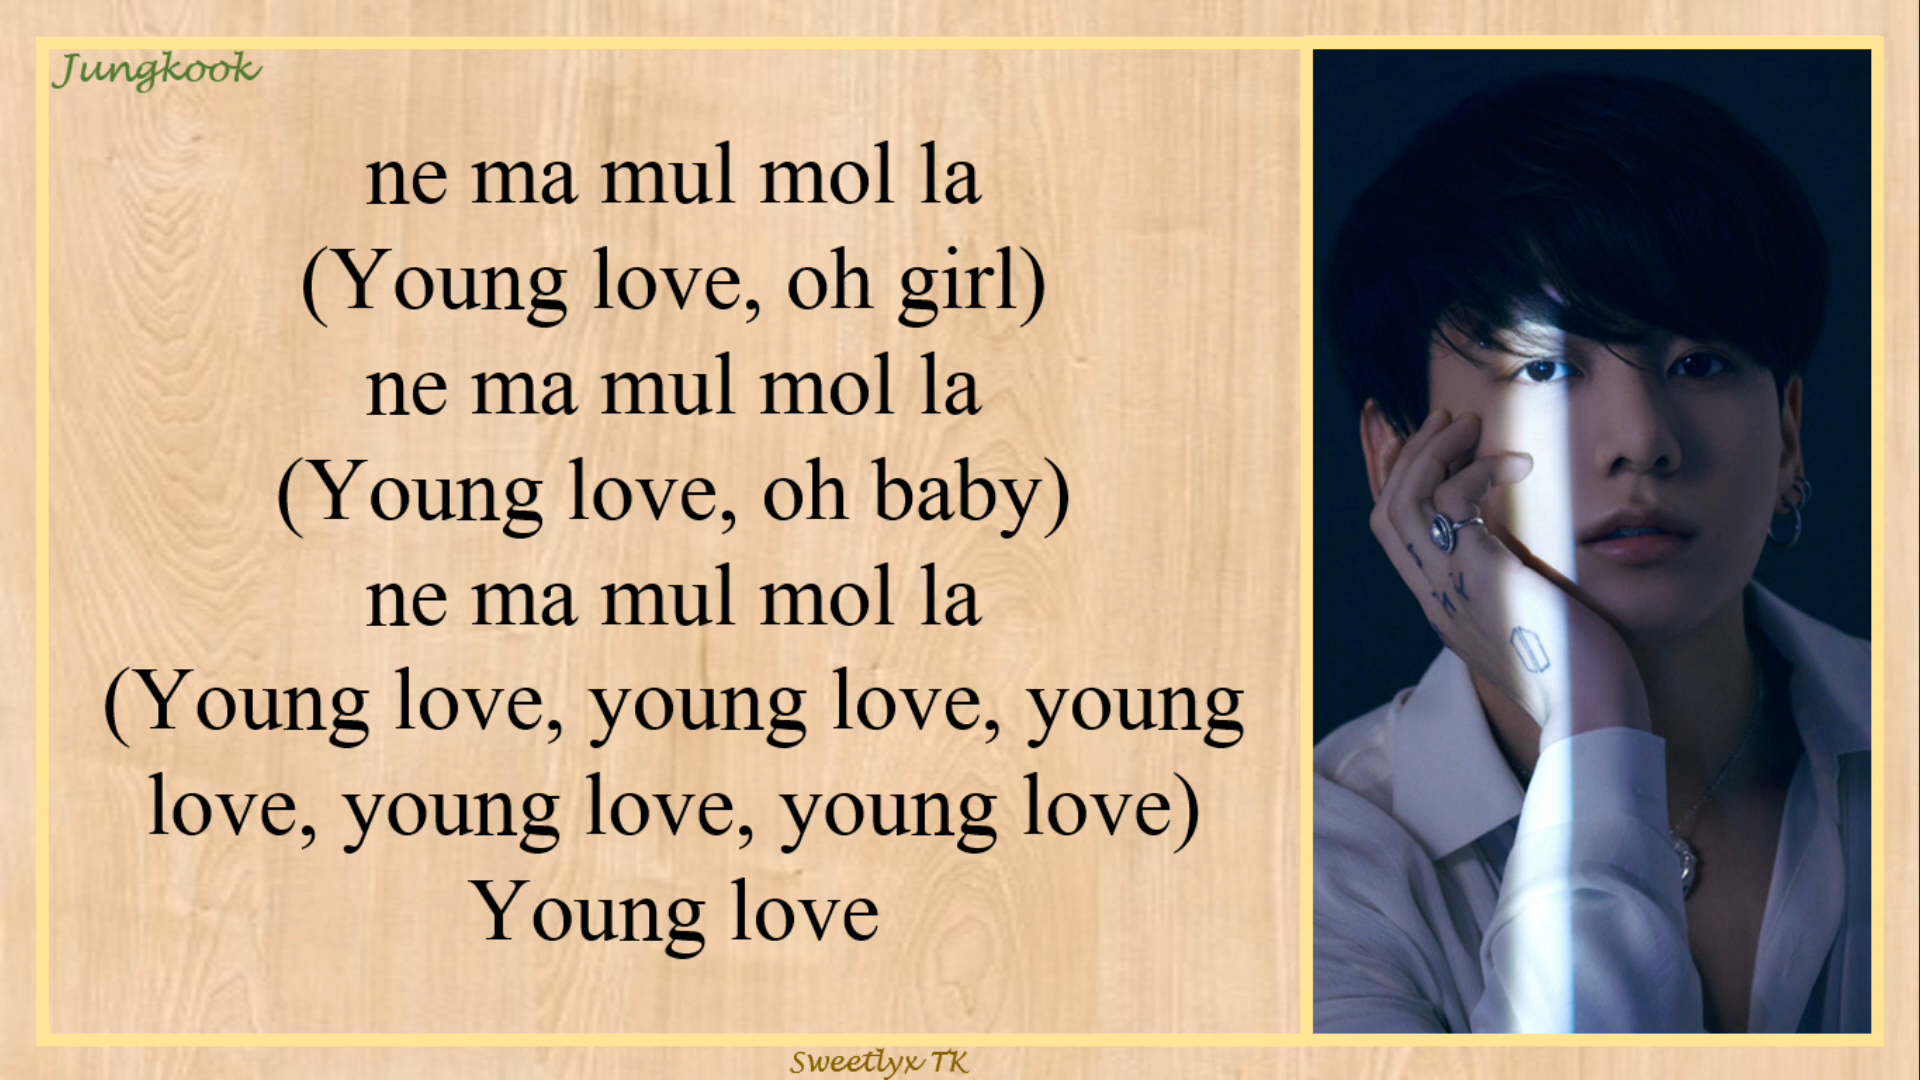 Jungkook
ne ma mul mol la
(Young love, oh girl)
ne ma mul mol la
(Young love, oh baby)
ne ma mul mol la
(Young love, young love, young
love, young love, young love)
Young love
Sweetlyx TK